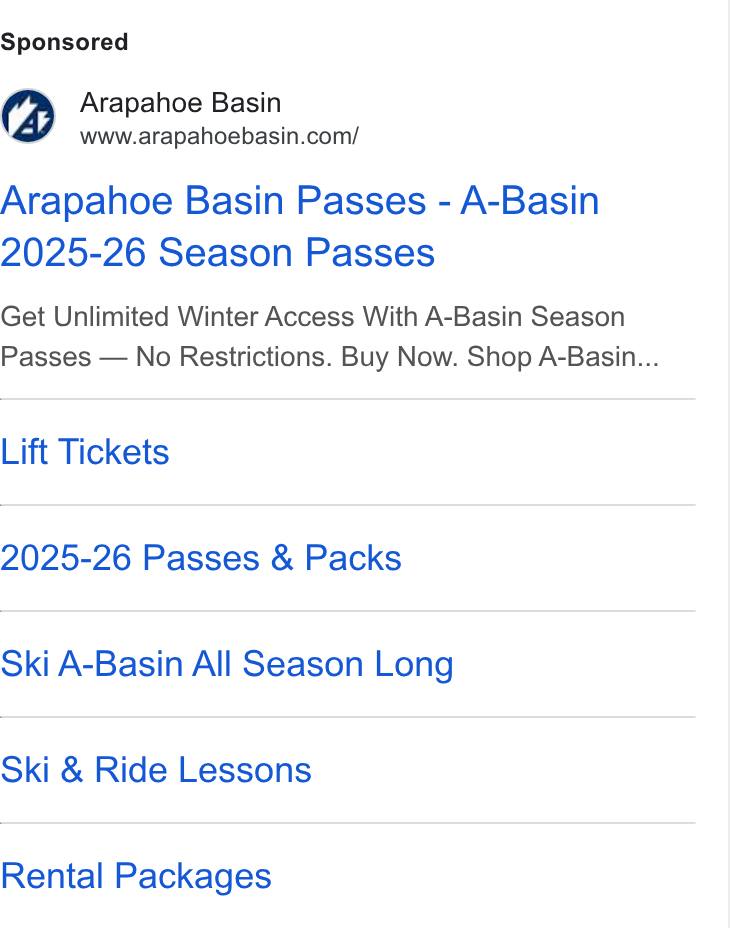 Sponsored
Arapahoe Basin
www.arapahoebasin.com/
Arapahoe Basin Passes - A-Basin
2025-26 Season Passes
Get Unlimited Winter Access With A-Basin Season
Passes — No Restrictions. Buy Now. Shop A-Basin...
Lift Tickets
2025-26 Passes & Packs
Ski A-Basin All Season Long
Ski & Ride Lessons
Rental Packages